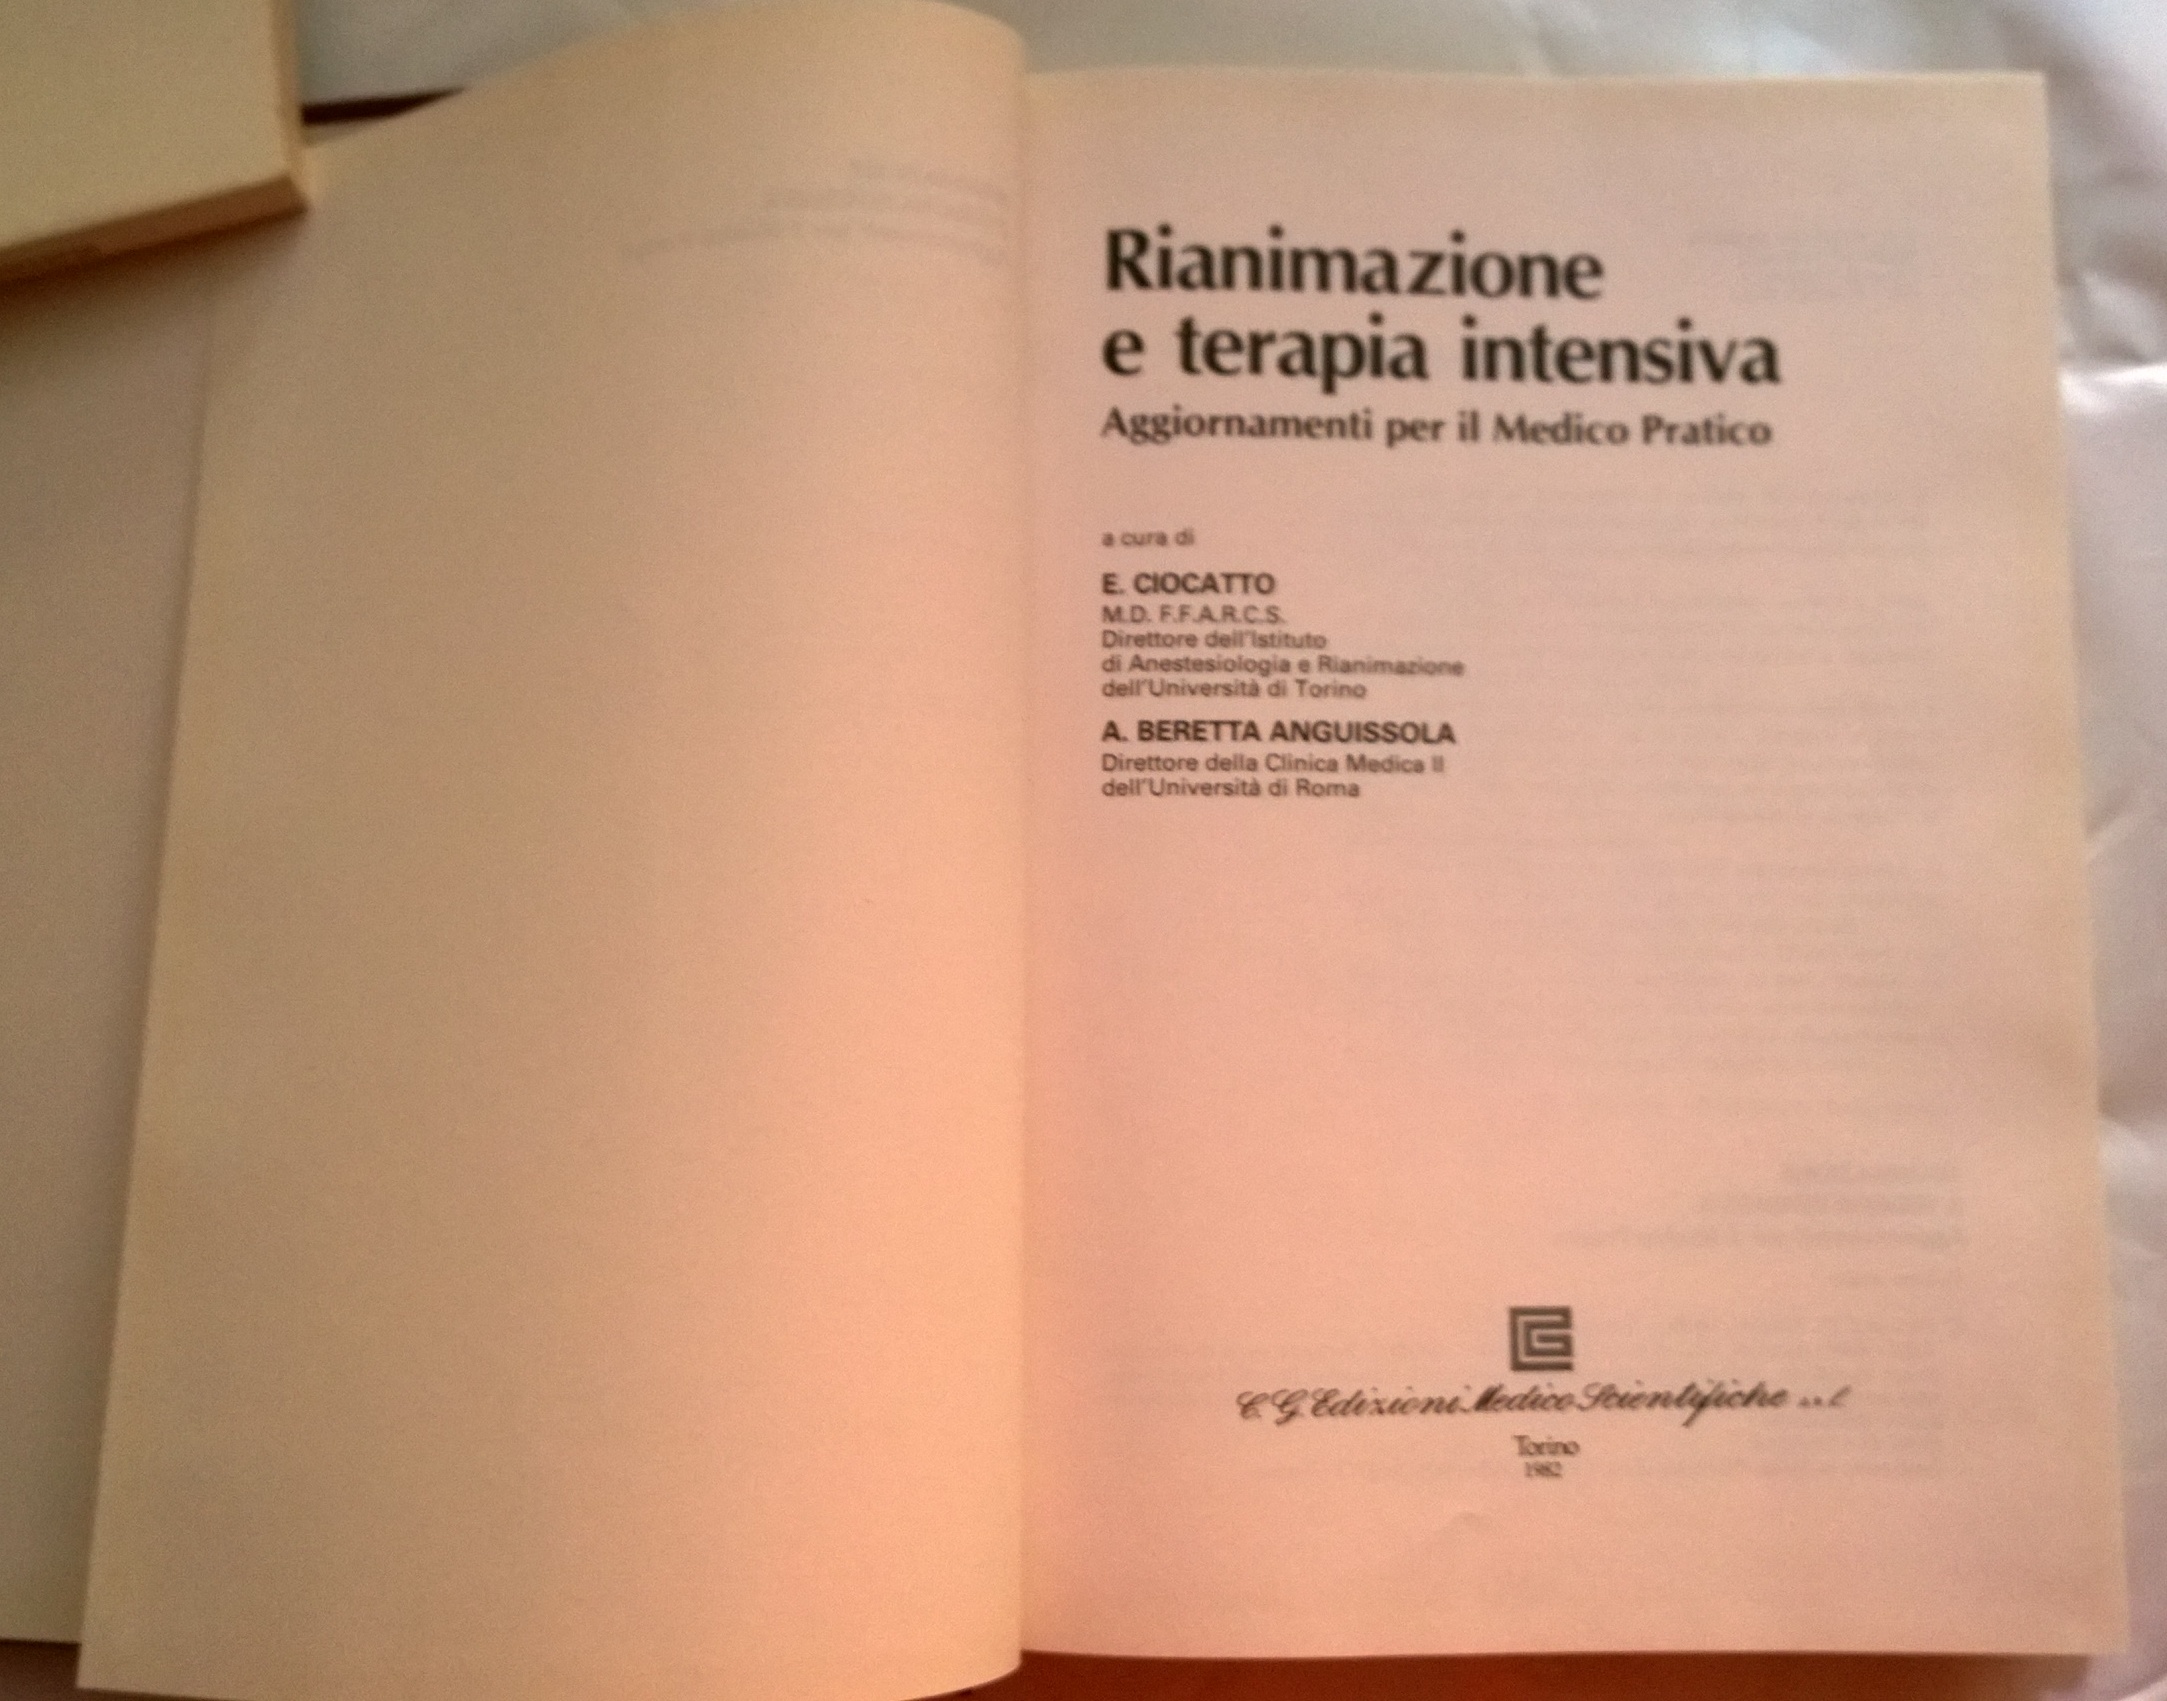 Rianimazione
e terapia intensiva
Aggiornamenti per il Medico Pratico
a cura di
E. CIOCATTO
M.D. F.F.A.R.C.S.
Direttore dell'Istituto
di Anestesiologia e Rianimazione
dell'Università di Torino
A. BERETTA ANGUISSOLA
Direttore della Clinica Medica II
dell'Università di Roma
CG
C.G. Edizioni Medico Scientifiche s.r.l.
Torino
1982